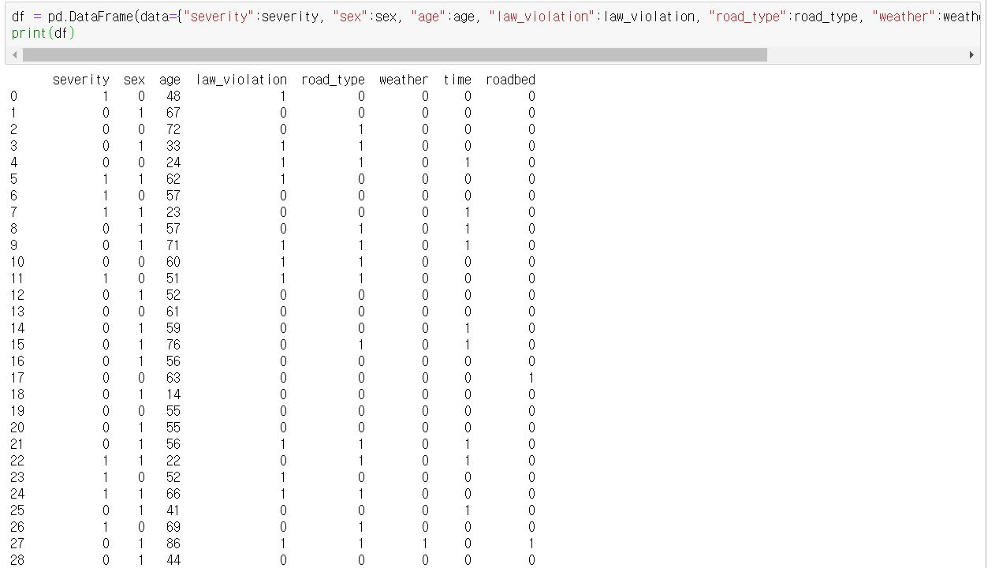 df = pd.DataFrame(data={"severity":severity, "sex":sex, "age":age, "law_violation":law_violation, "road_type":road_type, "weather":weathe
print(df)
severity sex age law_violation road_type weather time roadbed
0 1 0 48 1 0 0 0 0
1 0 1 67 0 0 0 0 0
2 0 0 72 0 1 0 0 0
3 0 1 33 1 1 0 0 0
4 0 0 24 1 1 0 1 0
5 1 1 62 1 0 0 0 0
6 1 0 57 0 0 0 0 0
7 1 1 23 0 0 0 1 0
8 0 1 57 0 1 0 1 0
9 0 1 71 1 1 0 1 0
10 0 0 60 1 1 0 0 0
11 1 0 51 1 1 0 0 0
12 0 1 52 0 0 0 0 0
13 0 0 61 0 0 0 0 0
14 0 1 59 0 0 0 1 0
15 0 1 76 0 1 0 1 0
16 0 1 56 0 0 0 0 0
17 0 0 63 0 0 0 0 1
18 0 1 14 0 0 0 0 0
19 0 0 55 0 0 0 0 0
20 0 1 55 0 0 0 0 0
21 0 1 56 1 1 0 1 0
22 1 1 22 0 1 0 1 0
23 1 0 52 1 0 0 0 0
24 1 1 66 1 1 0 0 0
25 0 1 41 0 0 0 1 0
26 1 0 69 0 1 0 0 0
27 0 1 86 1 1 1 0 1
28 0 1 44 0 0 0 0 0